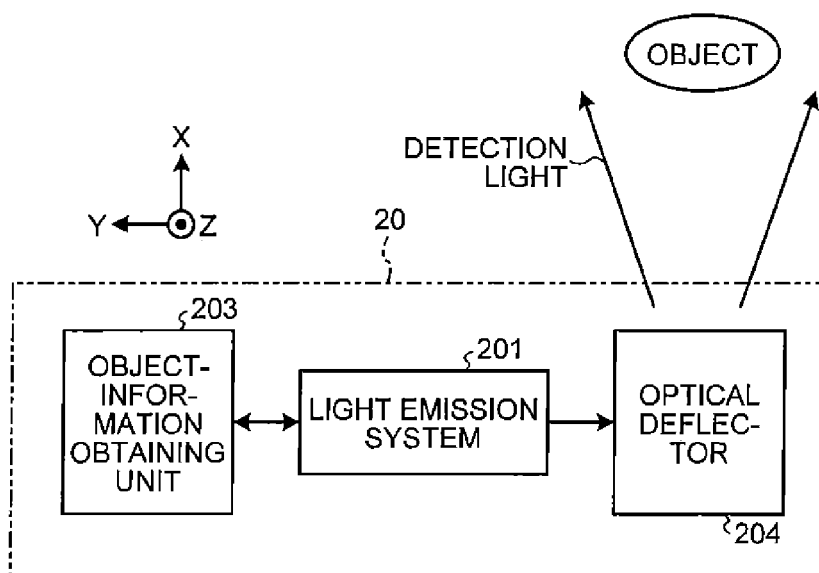 OBJECT
DETECTION
LIGHT
X
Y
Z
20
203
OBJECT-
INFOR-
MATION
OBTAINING
UNIT
201
LIGHT EMISSION
SYSTEM
OPTICAL
DEFLEC-
TOR
204